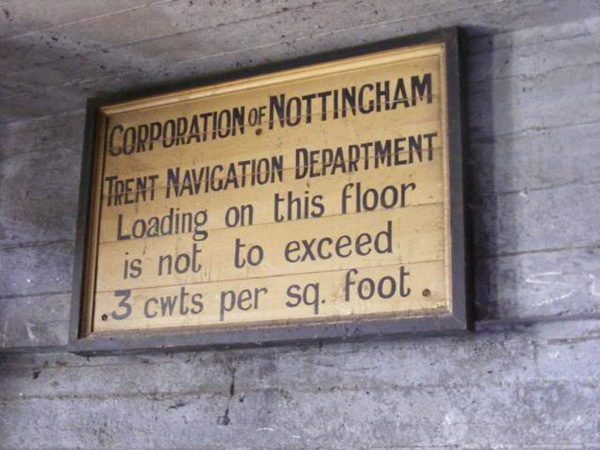 CORPORATION OF NOTTINGHAM
TRENT NAVIGATION DEPARTMENT
Loading on this floor
is not to exceed
3 cwts per sq. foot